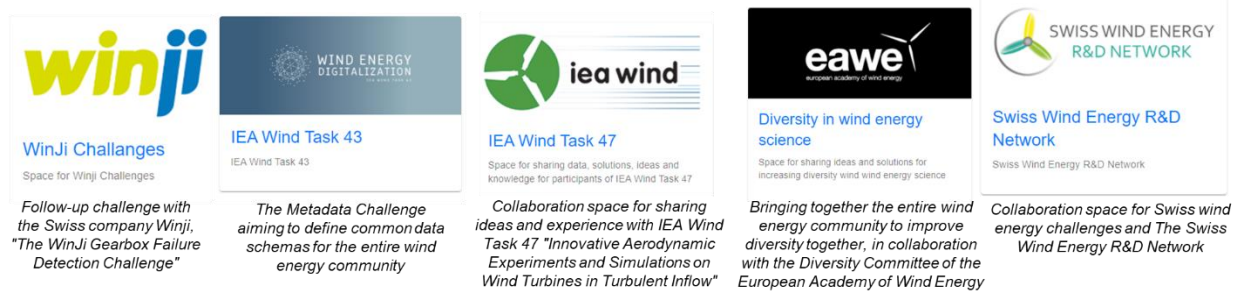 winji
WinJi Challanges
Space for Winji Challenges
Follow-up challenge with
the Swiss company Winji,
"The WinJi Gearbox Failure
Detection Challenge"
WIND ENERGY
DIGITALIZATION
IEA WIND TASK 43
IEA Wind Task 43
IEA Wind Task 43
The Metadata Challenge
aiming to define common data
schemas for the entire wind
energy community
iea wind
IEA Wind Task 47
Space for sharing data, solutions, ideas and
knowledge for participants of IEA Wind Task 47
Collaboration space for sharing
ideas and experience with IEA Wind
Task 47 "Innovative Aerodynamic
Experiments and Simulations on
Wind Turbines in Turbulent Inflow"
eawe
european academy of wind energy
Diversity in wind energy
science
Space for sharing ideas and solutions for
increasing diversity wind wind energy science
Bringing together the entire wind
energy community to improve
diversity together, in collaboration
with the Diversity Committee of the
European Academy of Wind Energy
SWISS WIND ENERGY
R&D NETWORK
Swiss Wind Energy R&D
Network
Swiss Wind Energy R&D Network
Collaboration space for Swiss wind
energy challenges and The Swiss
Wind Energy R&D Network